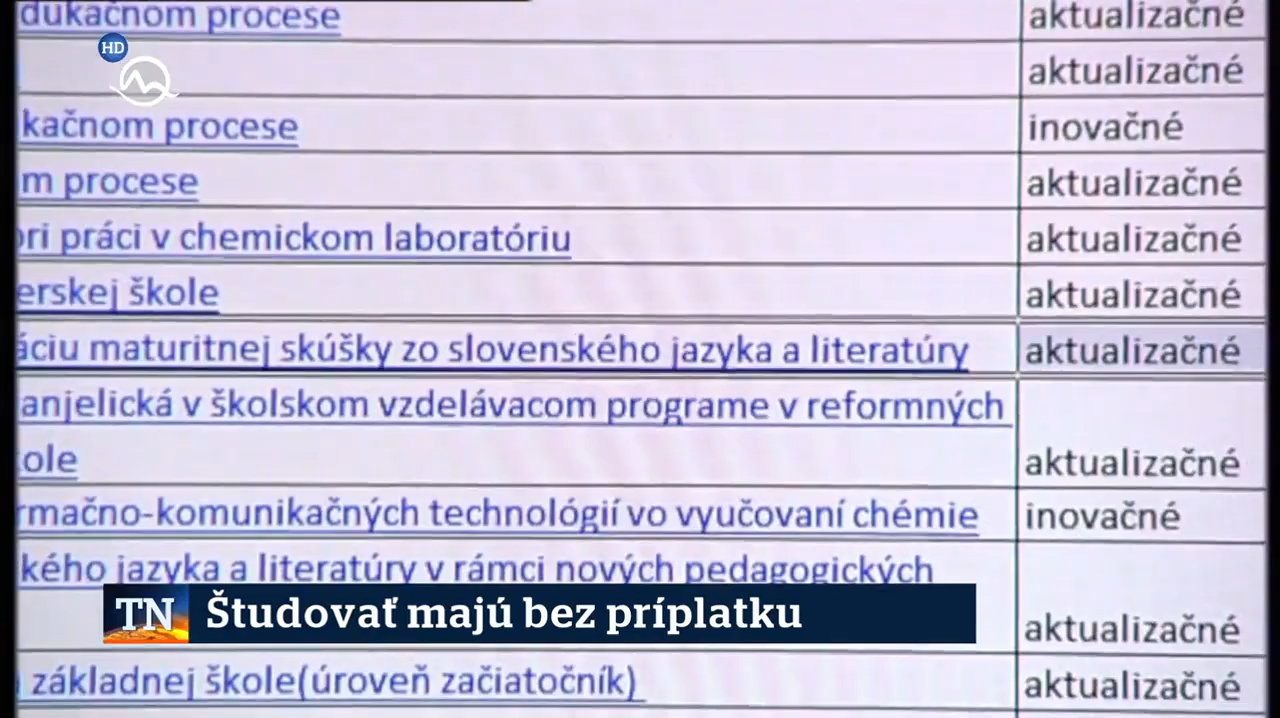 dukačnom procese aktualizačné
HD
aktualizačné
kačnom procese inovačné
m procese aktualizačné
pri práci v chemickom laboratóriu aktualizačné
erskej škole aktualizačné
áciu maturitnej skúšky zo slovenského jazyka a literatúry aktualizačné
anjelická v školskom vzdelávacom programe v reformných
ole aktualizačné
rmačno-komunikačných technológií vo vyučovaní chémie inovačné
kého jazyka a literatúry v rámci nových pedagogických
TN Študovať majú bez príplatku
aktualizačné
základnej škole(úroveň začiatočník) aktualizačné